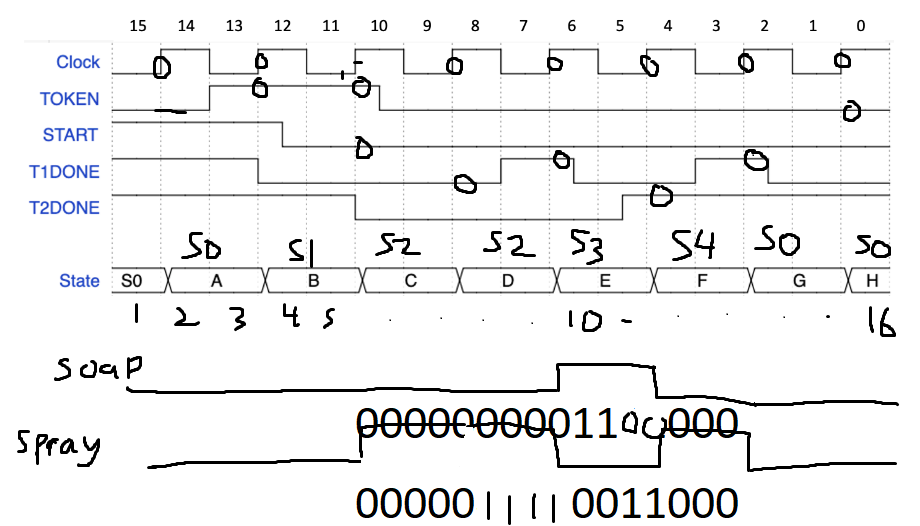 15 14 13 12 11 10 9 8 7 6 5 4 3 2 1 0
Clock
TOKEN
START
T1DONE
T2DONE
S0 S1 S2 S2 S3 S4 S0 S0
State S0 A B C D E F G H
1 2 3 4 5 . . . . 10 - . . . . 16
Soap
0000000001100000
Spray
0000011110011000